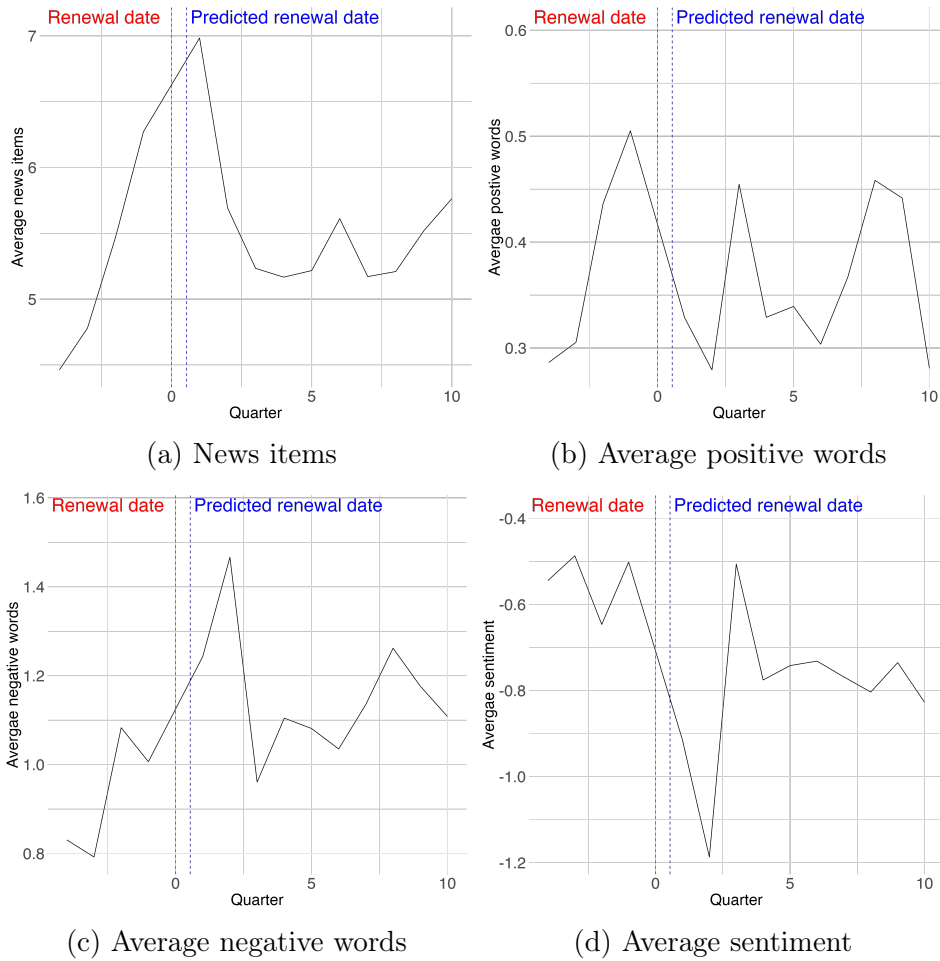 Renewal date Predicted renewal date
7
6
5
Average news items
0 5 10
Quarter
(a) News items
Renewal date Predicted renewal date
0.6
0.5
0.4
0.3
Avergae postive words
0 5 10
Quarter
(b) Average positive words
Renewal date Predicted renewal date
1.6
1.4
1.2
1.0
0.8
Avergae negative words
0 5 10
Quarter
(c) Average negative words
Renewal date Predicted renewal date
-0.4
-0.6
-0.8
-1.0
-1.2
Avergae sentiment
0 5 10
Quarter
(d) Average sentiment